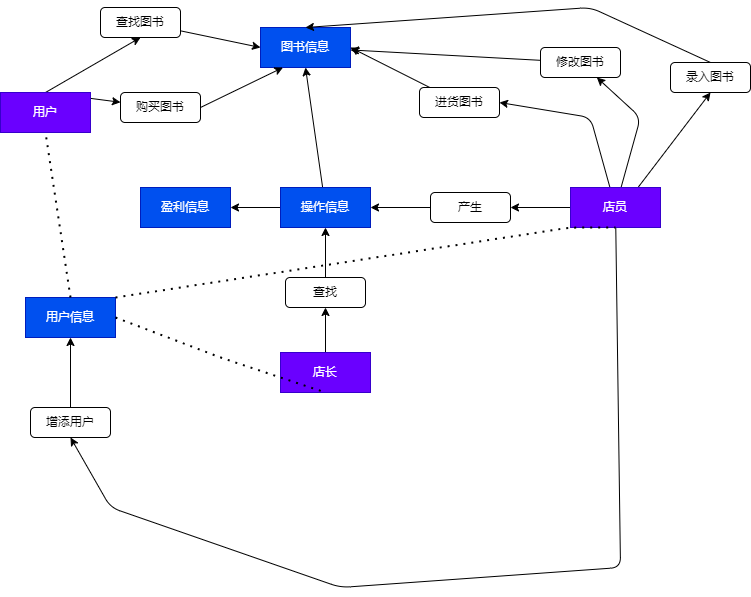 查找图书
图书信息
修改图书
录入图书
用户
购买图书
进货图书
盈利信息
操作信息
产生
店员
查找
用户信息
店长
增添用户